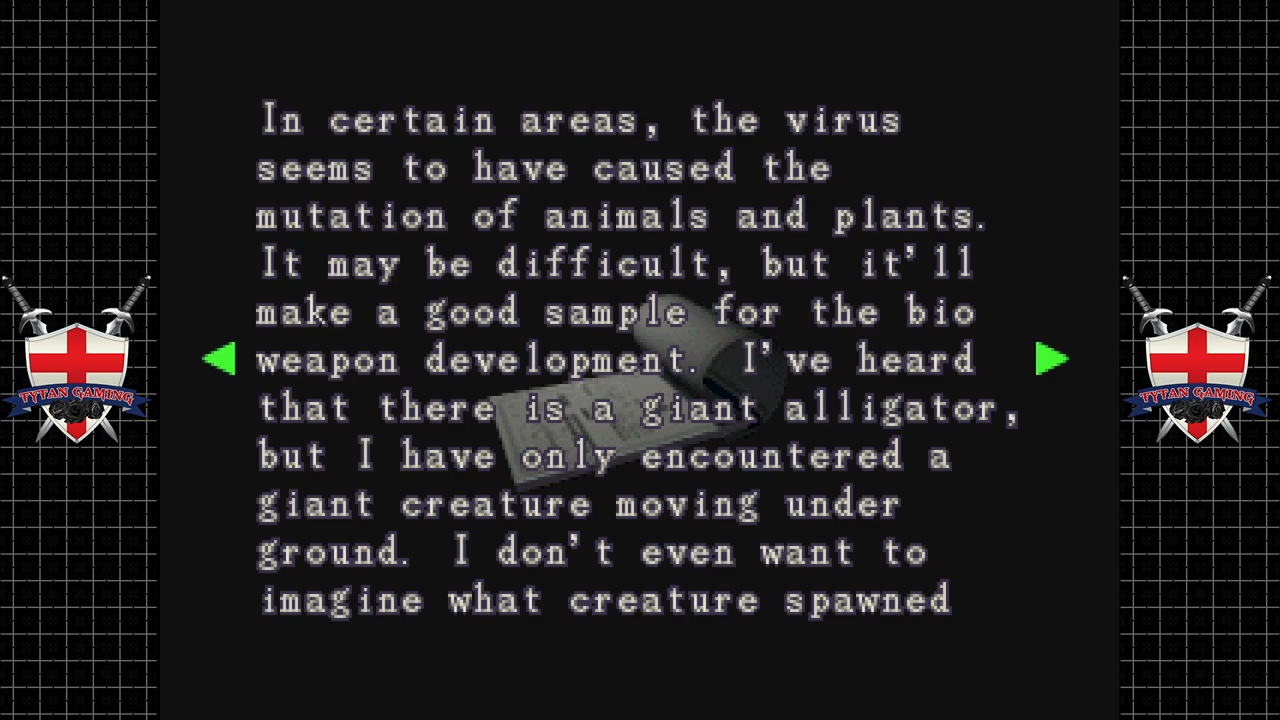 In certain areas, the virus
seems to have caused the
mutation of animals and plants.
It may be difficult, but it'll
make a good sample for the bio
weapon development. I've heard
that there is a giant alligator,
but I have only encountered a
giant creature moving under
ground. I don't even want to
imagine what creature spawned
TYTAN GAMING
TYTAN GAMING